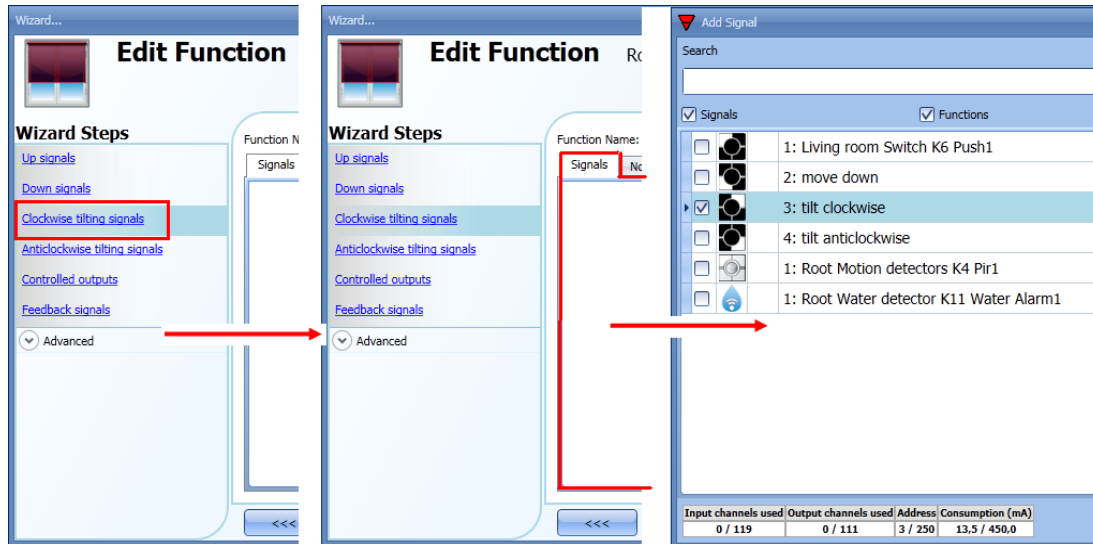 Wizard...
Edit Function
Wizard Steps
Up signals
Down signals
Clockwise tilting signals
Anticlockwise tilting signals
Controlled outputs
Feedback signals
Advanced
Function N
Signals
<<<
Wizard...
Edit Function Ro
Wizard Steps
Up signals
Down signals
Clockwise tilting signals
Anticlockwise tilting signals
Controlled outputs
Feedback signals
Advanced
Function Name:
Signals No
<<<
Add Signal
Search
Signals Functions
1: Living room Switch K6 Push1
2: move down
3: tilt clockwise
4: tilt anticlockwise
1: Root Motion detectors K4 Pir1
1: Root Water detector K11 Water Alarm1
Input channels used Output channels used Address Consumption (mA)
0 / 119 0 / 111 3 / 250 13,5 / 450,0